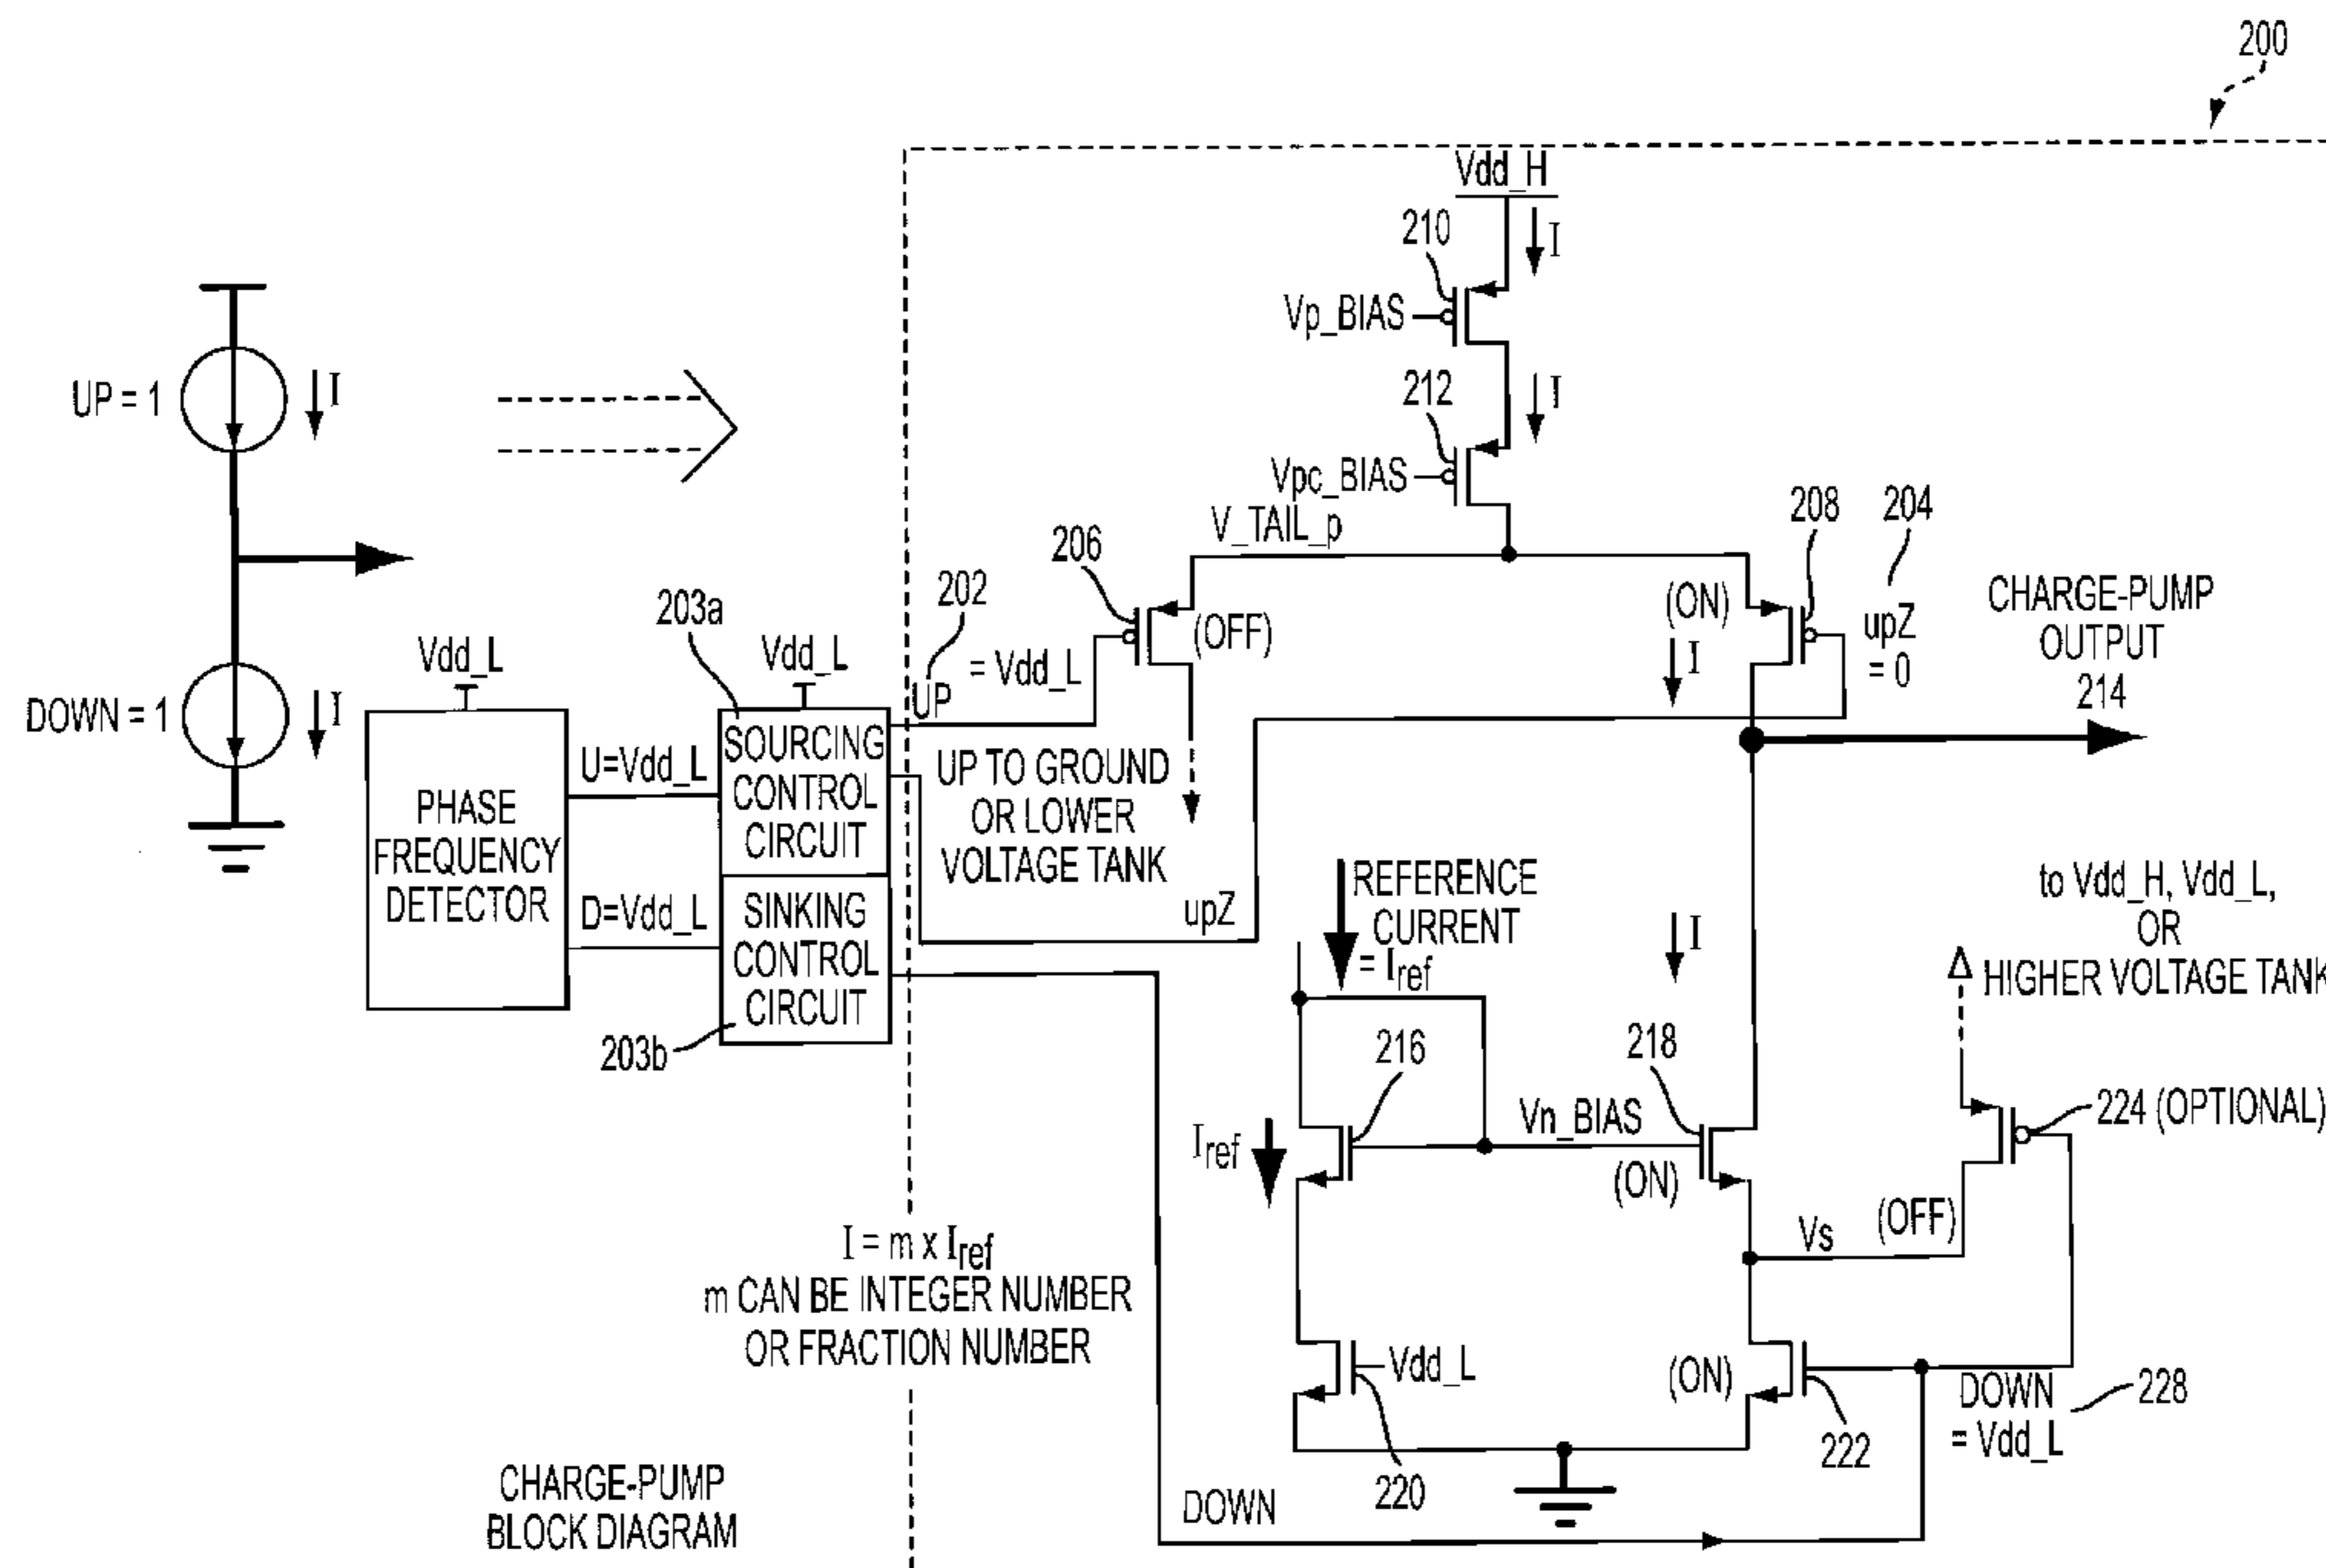 200
Vdd_H
210
I
Vp_BIAS
UP = 1
I
212
I
Vpc_BIAS
V_TAIL_p
208
204
206
(OFF)
(ON)
upZ
= 0
I
CHARGE-PUMP
OUTPUT
214
203a
202
UP = Vdd_L
Vdd_L
Vdd_L
DOWN = 1
I
U=Vdd_L
D=Vdd_L
PHASE
FREQUENCY
DETECTOR
SOURCING
CONTROL
CIRCUIT
SINKING
CONTROL
CIRCUIT
203b
UP TO GROUND
OR LOWER
VOLTAGE TANK
upZ
REFERENCE
CURRENT
= Iref
I
to Vdd_H, Vdd_L,
OR
HIGHER VOLTAGE TANK
216
218
Iref
Vn_BIAS
(ON)
224 (OPTIONAL)
Vs
(OFF)
I = m x Iref
m CAN BE INTEGER NUMBER
OR FRACTION NUMBER
Vdd_L
(ON)
220
222
DOWN
= Vdd_L
228
DOWN
CHARGE-PUMP
BLOCK DIAGRAM